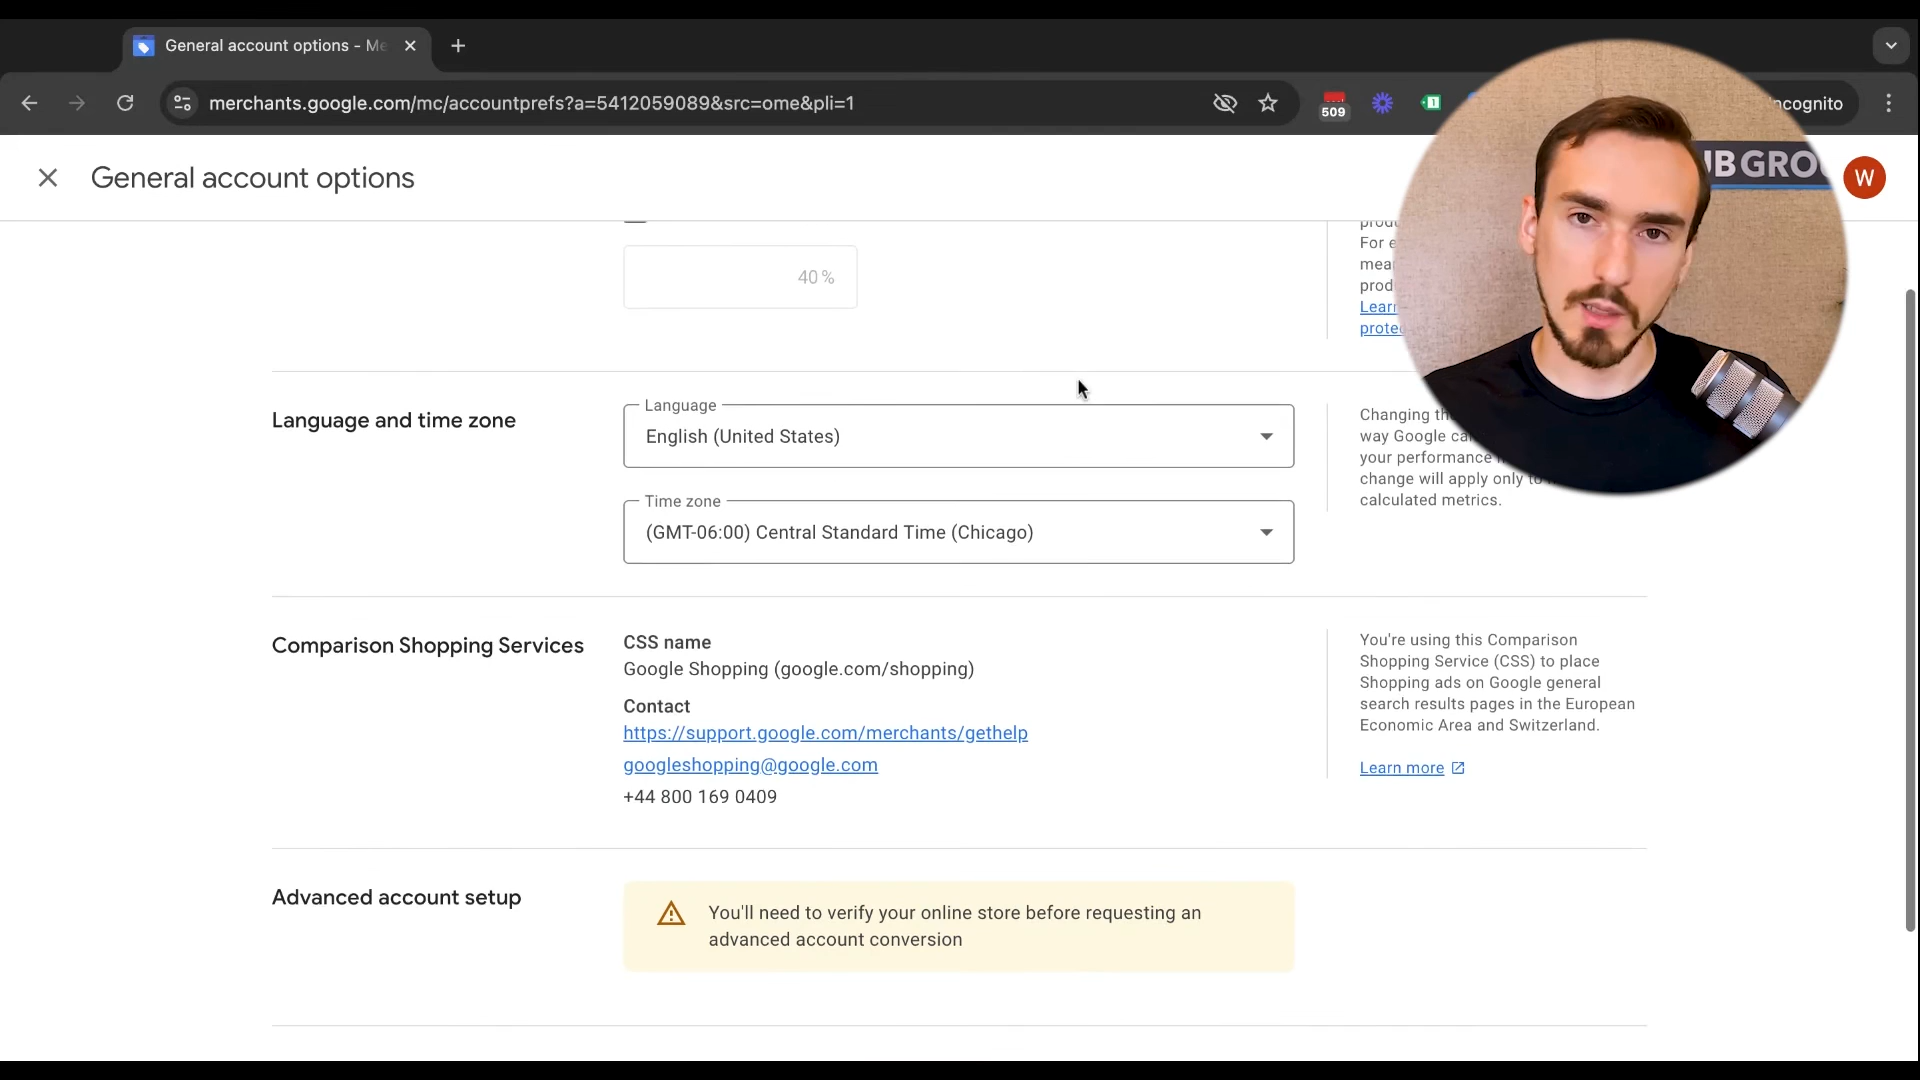 General account options - Me
merchants.google.com/mc/accountprefs?a=5412059089&src=ome&pli=1
509
1
General account options
W
40 %
For
Language and time zone
Language
English (United States)
Time zone
(GMT-06:00) Central Standard Time (Chicago)
Changing
way Google
your performance
change will apply only to
calculated metrics.
Comparison Shopping Services
CSS name
Google Shopping (google.com/shopping)
Contact
https://support.google.com/merchants/gethelp
googleshopping@google.com
+44 800 169 0409
You're using this Comparison
Shopping Service (CSS) to place
Shopping ads on Google general
search results pages in the European
Economic Area and Switzerland.
Learn more
Advanced account setup
You'll need to verify your online store before requesting an
advanced account conversion